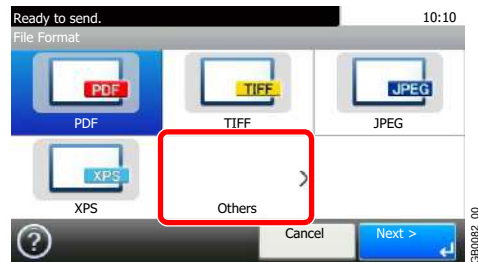 Ready to send.
10:10
File Format
PDF
TIFF
JPEG
PDF
TIFF
JPEG
XPS
XPS
Others
?
Cancel
Next >
GB0082_00